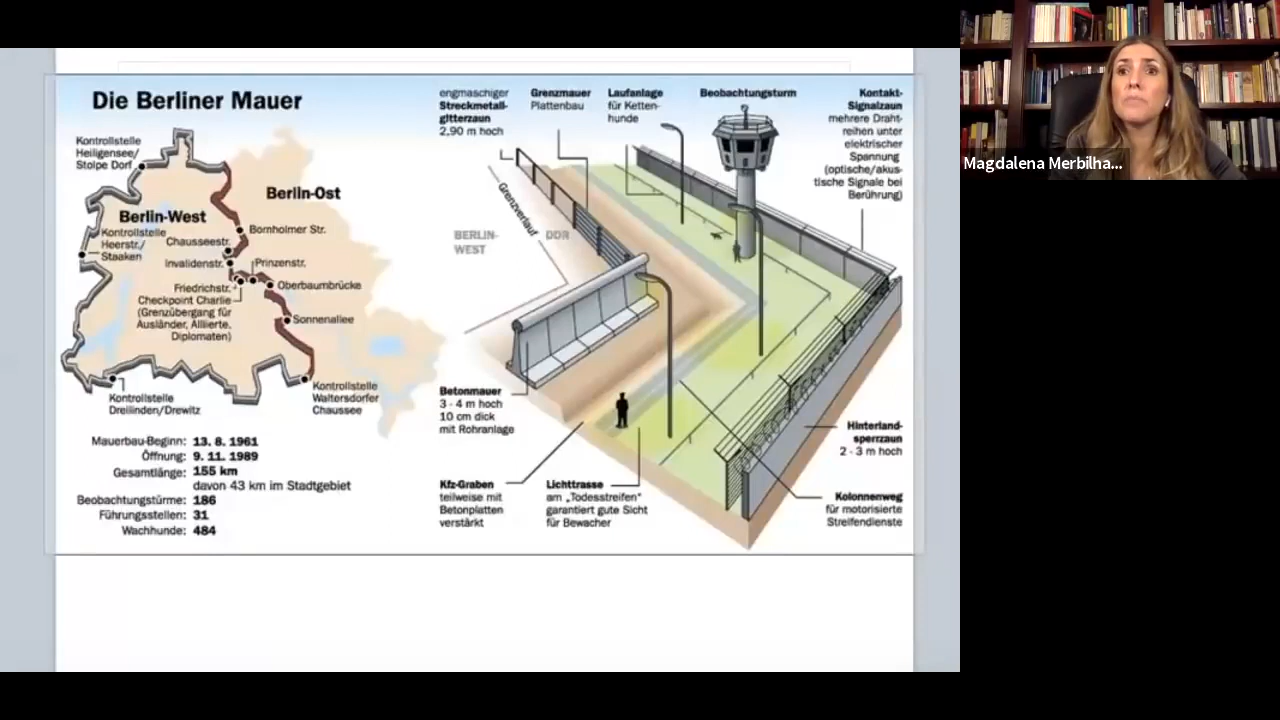 Die Berliner Mauer
Kontrollstelle
Heiligensee/
Stolpe Dorf
Berlin-Ost
Berlin-West
Kontrollstelle
Heerstr./
Staaken
Bornholmer Str.
Chausseestr.
Invalidenstr.
Prinzenstr.
Friedrichstr.
Oberbaumbrücke
Checkpoint Charlie
(Grenzübergang für
Ausländer, Alliierte,
Diplomaten)
Sonnenallee
Kontrollstelle
Dreilinden/Drewitz
Kontrollstelle
Waltersdorfer
Chaussee
Mauerbau-Beginn: 13. 8. 1961
Öffnung: 9. 11. 1989
Gesamtlänge: 155 km
davon 43 km im Stadtgebiet
Beobachtungstürme: 186
Führungsstellen: 31
Wachhunde: 484
engmaschiger
Streckmetall-
gitterzaun
2,90 m hoch
Grenzmauer
Plattenbau
Laufanlage
für Ketten-
hunde
Beobachtungsturm
Kontakt-
Signalzaun
mehrere Draht-
reihen unter
elektrischer
Spannung
(optische/akus-
tische Signale bei
Berührung)
Grenzverlauf
BERLIN-
WEST
DDR
Betonmauer
3 - 4 m hoch
10 cm dick
mit Rohranlage
Kfz-Graben
teilweise mit
Betonplatten
verstärkt
Lichttrasse
am „Todesstreifen"
garantiert gute Sicht
für Bewacher
Hinterland-
sperrzaun
2 - 3 m hoch
Kolonnenweg
für motorisierte
Streifendienste
Magdalena Merbilha...